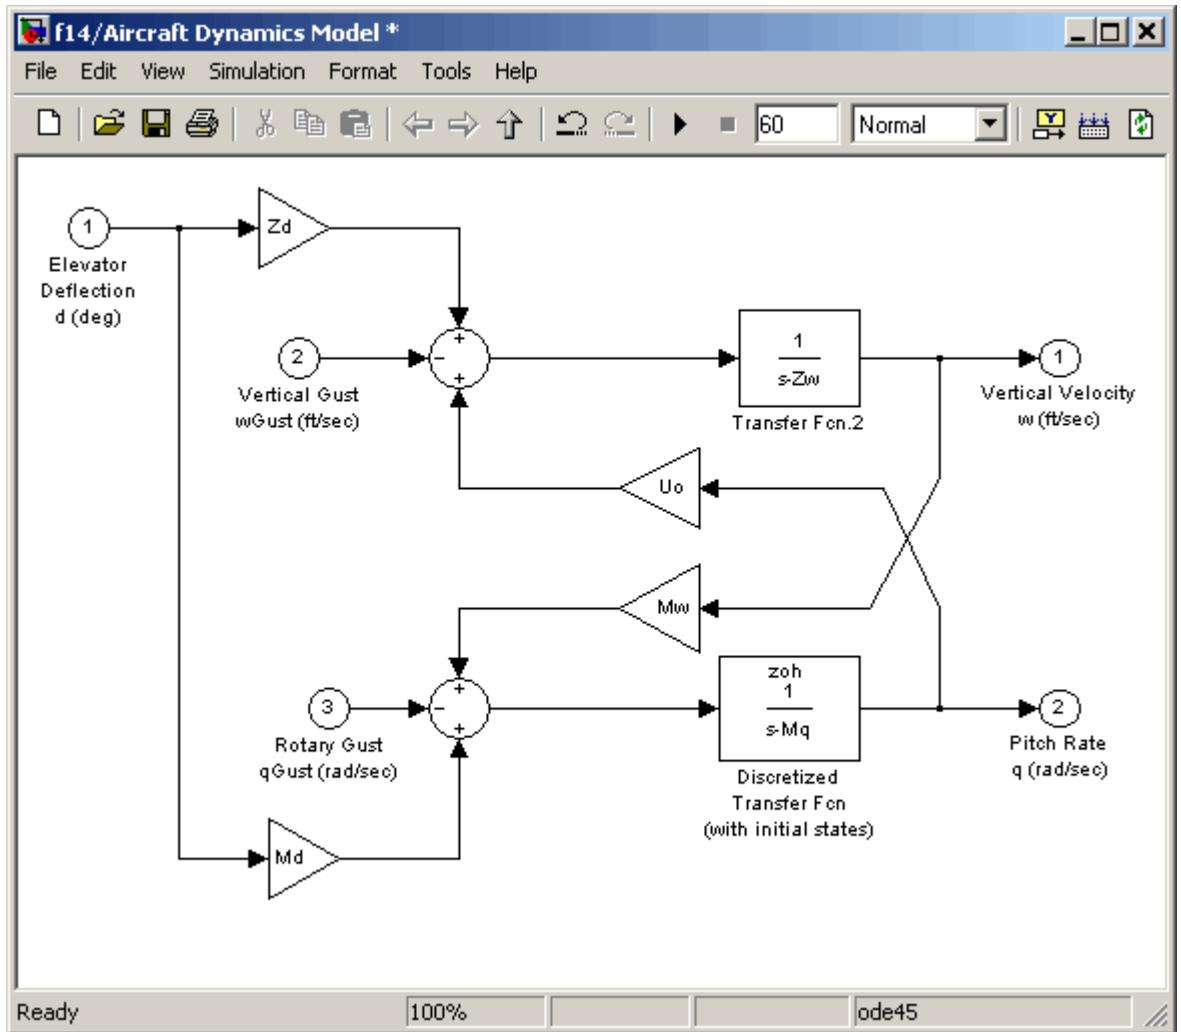 f14/Aircraft Dynamics Model *
File Edit View Simulation Format Tools Help
60 Normal
Zd
1
Elevator
Deflection
d (deg)
+
-
+
2
Vertical Gust
wGust (ft/sec)
1
s-Zw
Transfer Fcn.2
1
Vertical Velocity
w (ft/sec)
Uo
Mw
+
-
+
3
Rotary Gust
qGust (rad/sec)
zoh
1
s-Mq
Discretized
Transfer Fcn
(with initial states)
2
Pitch Rate
q (rad/sec)
Md
Ready 100% ode45